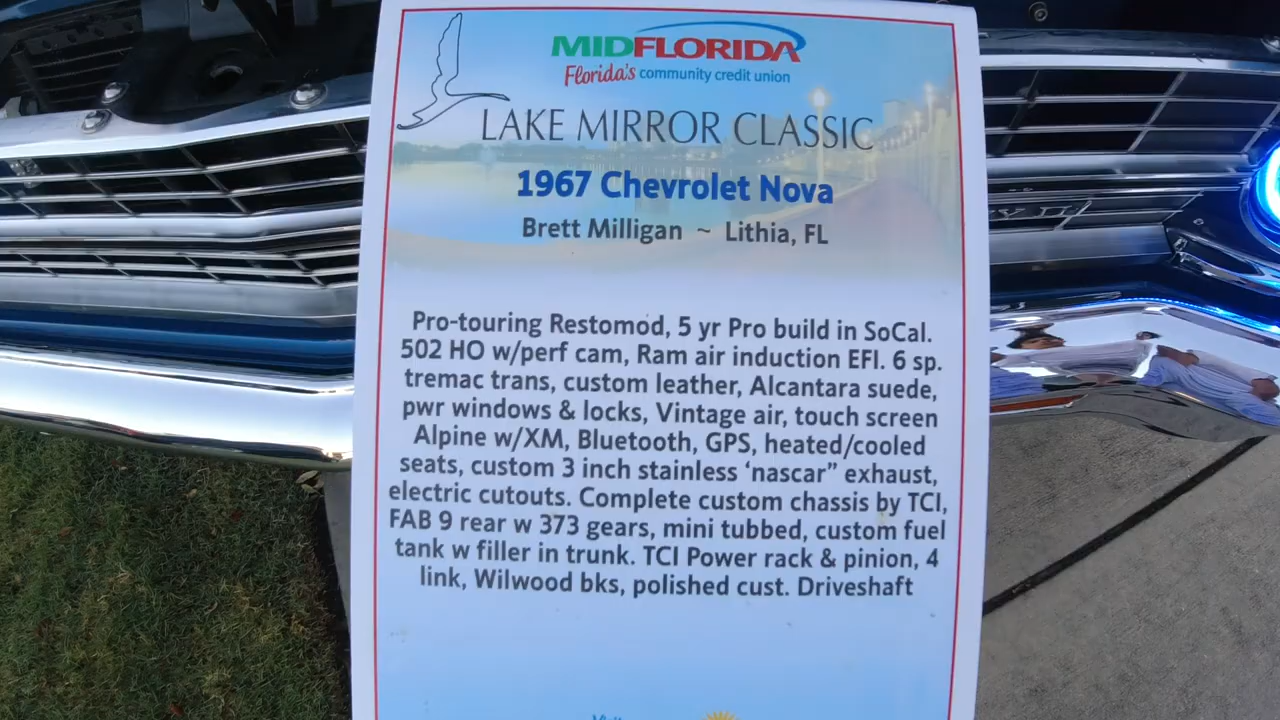 MIDFLORIDA
Florida's community credit union
LAKE MIRROR CLASSIC
1967 Chevrolet Nova
Brett Milligan ~ Lithia, FL
Pro-touring Restomod, 5 yr Pro build in SoCal.
502 HO w/perf cam, Ram air induction EFI. 6 sp.
tremac trans, custom leather, Alcantara suede,
pwr windows & locks, Vintage air, touch screen
Alpine w/XM, Bluetooth, GPS, heated/cooled
seats, custom 3 inch stainless ‘nascar” exhaust,
electric cutouts. Complete custom chassis by TCI,
FAB 9 rear w 373 gears, mini tubbed, custom fuel
tank w filler in trunk. TCI Power rack & pinion, 4
link, Wilwood bks, polished cust. Driveshaft